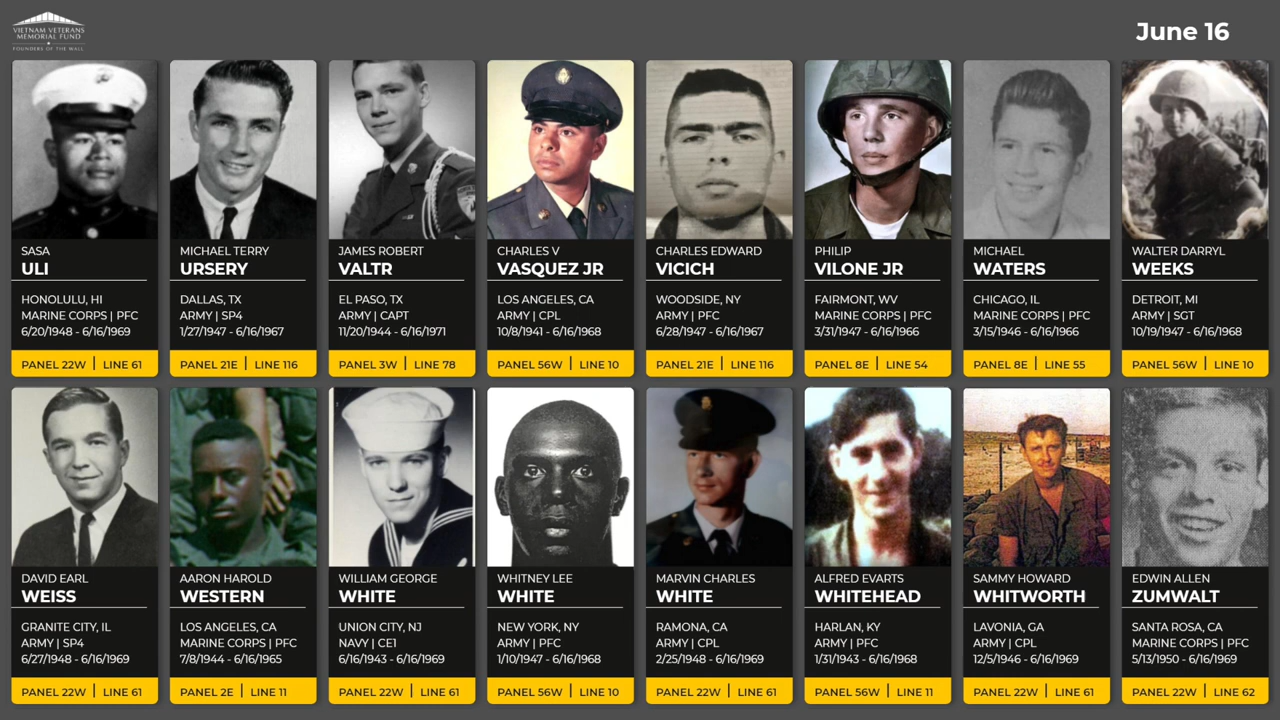 VIETNAM VETERANS
MEMORIAL FUND
FOUNDERS OF THE WALL
June 16
SASA
ULI
HONOLULU, HI
MARINE CORPS | PFC
6/20/1948 - 6/16/1969
PANEL 22W | LINE 61
MICHAEL TERRY
URSERY
DALLAS, TX
ARMY | SP4
1/27/1947 - 6/16/1967
PANEL 21E | LINE 116
JAMES ROBERT
VALTR
EL PASO, TX
ARMY | CAPT
11/20/1944 - 6/16/1971
PANEL 3W | LINE 78
CHARLES V
VASQUEZ JR
LOS ANGELES, CA
ARMY | CPL
10/8/1941 - 6/16/1968
PANEL 56W | LINE 10
CHARLES EDWARD
VICICH
WOODSIDE, NY
ARMY | PFC
6/28/1947 - 6/16/1967
PANEL 21E | LINE 116
PHILIP
VILONE JR
FAIRMONT, WV
MARINE CORPS | PFC
3/31/1947 - 6/16/1966
PANEL 8E | LINE 54
MICHAEL
WATERS
CHICAGO, IL
MARINE CORPS | PFC
3/15/1946 - 6/16/1966
PANEL 8E | LINE 55
WALTER DARRYL
WEEKS
DETROIT, MI
ARMY | SGT
10/19/1947 - 6/16/1968
PANEL 56W | LINE 10
DAVID EARL
WEISS
GRANITE CITY, IL
ARMY | SP4
6/27/1948 - 6/16/1969
PANEL 22W | LINE 61
AARON HAROLD
WESTERN
LOS ANGELES, CA
MARINE CORPS | PFC
7/8/1944 - 6/16/1965
PANEL 2E | LINE 11
WILLIAM GEORGE
WHITE
UNION CITY, NJ
NAVY | CE1
6/16/1943 - 6/16/1969
PANEL 22W | LINE 61
WHITNEY LEE
WHITE
NEW YORK, NY
ARMY | PFC
1/10/1947 - 6/16/1968
PANEL 56W | LINE 10
MARVIN CHARLES
WHITE
RAMONA, CA
ARMY | CPL
2/25/1948 - 6/16/1969
PANEL 22W | LINE 61
ALFRED EVARTS
WHITEHEAD
HARLAN, KY
ARMY | PFC
1/31/1943 - 6/16/1968
PANEL 56W | LINE 11
SAMMY HOWARD
WHITWORTH
LAVONIA, GA
ARMY | CPL
12/5/1946 - 6/16/1969
PANEL 22W | LINE 61
EDWIN ALLEN
ZUMWALT
SANTA ROSA, CA
MARINE CORPS | PFC
5/13/1950 - 6/16/1969
PANEL 22W | LINE 62